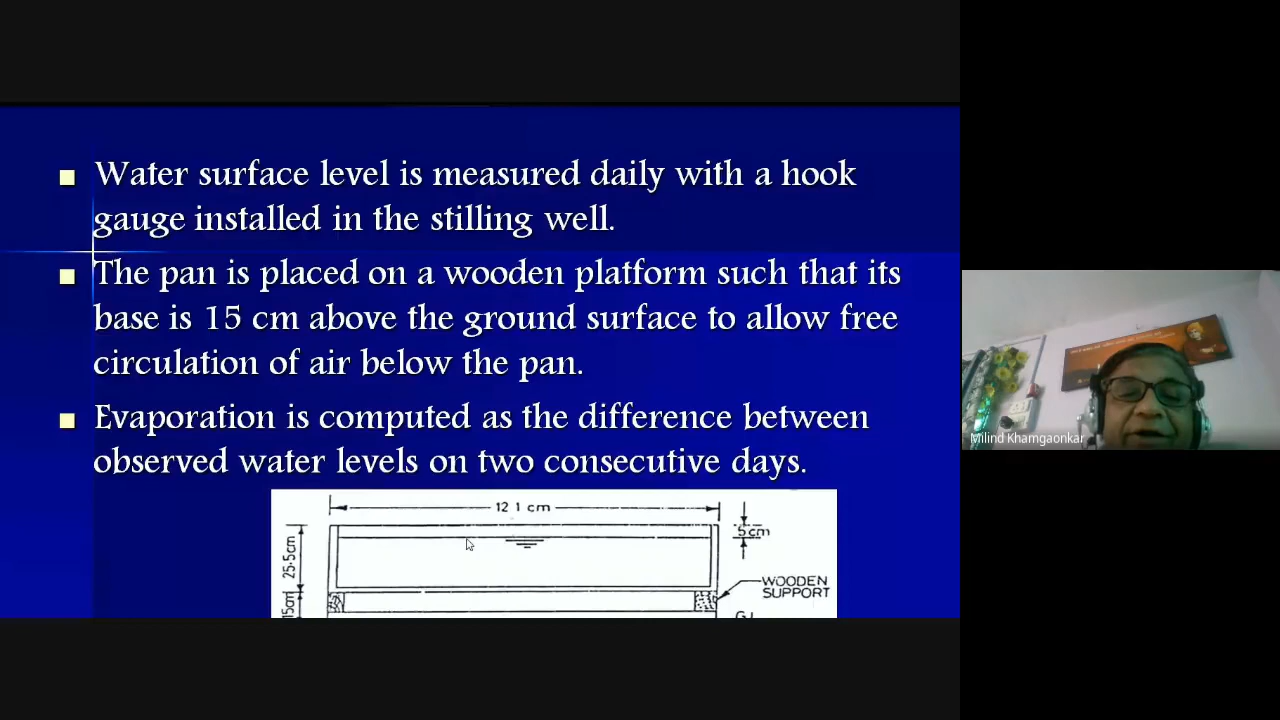 Water surface level is measured daily with a hook
gauge installed in the stilling well.
The pan is placed on a wooden platform such that its
base is 15 cm above the ground surface to allow free
circulation of air below the pan.
Evaporation is computed as the difference between
observed water levels on two consecutive days.
12 1 cm
5cm
25·5cm
WOODEN
SUPPORT
15cm
Milind Khamgaonkar